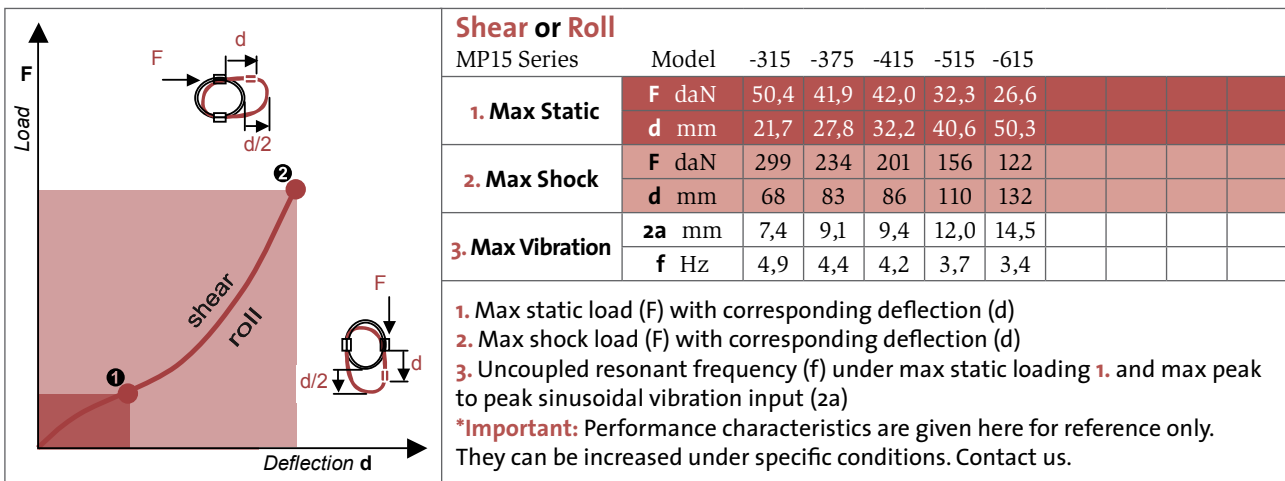 F
Load
F
d
d/2
2
shear
roll
1
F
d
d/2
Deflection d
Shear or Roll
MP15 Series Model -315 -375 -415 -515 -615
1. Max Static
F daN 50,4 41,9 42,0 32,3 26,6
d mm 21,7 27,8 32,2 40,6 50,3
2. Max Shock
F daN 299 234 201 156 122
d mm 68 83 86 110 132
3. Max Vibration
2a mm 7,4 9,1 9,4 12,0 14,5
f Hz 4,9 4,4 4,2 3,7 3,4
1. Max static load (F) with corresponding deflection (d)
2. Max shock load (F) with corresponding deflection (d)
3. Uncoupled resonant frequency (f) under max static loading 1. and max peak
to peak sinusoidal vibration input (2a)
*Important: Performance characteristics are given here for reference only.
They can be increased under specific conditions. Contact us.